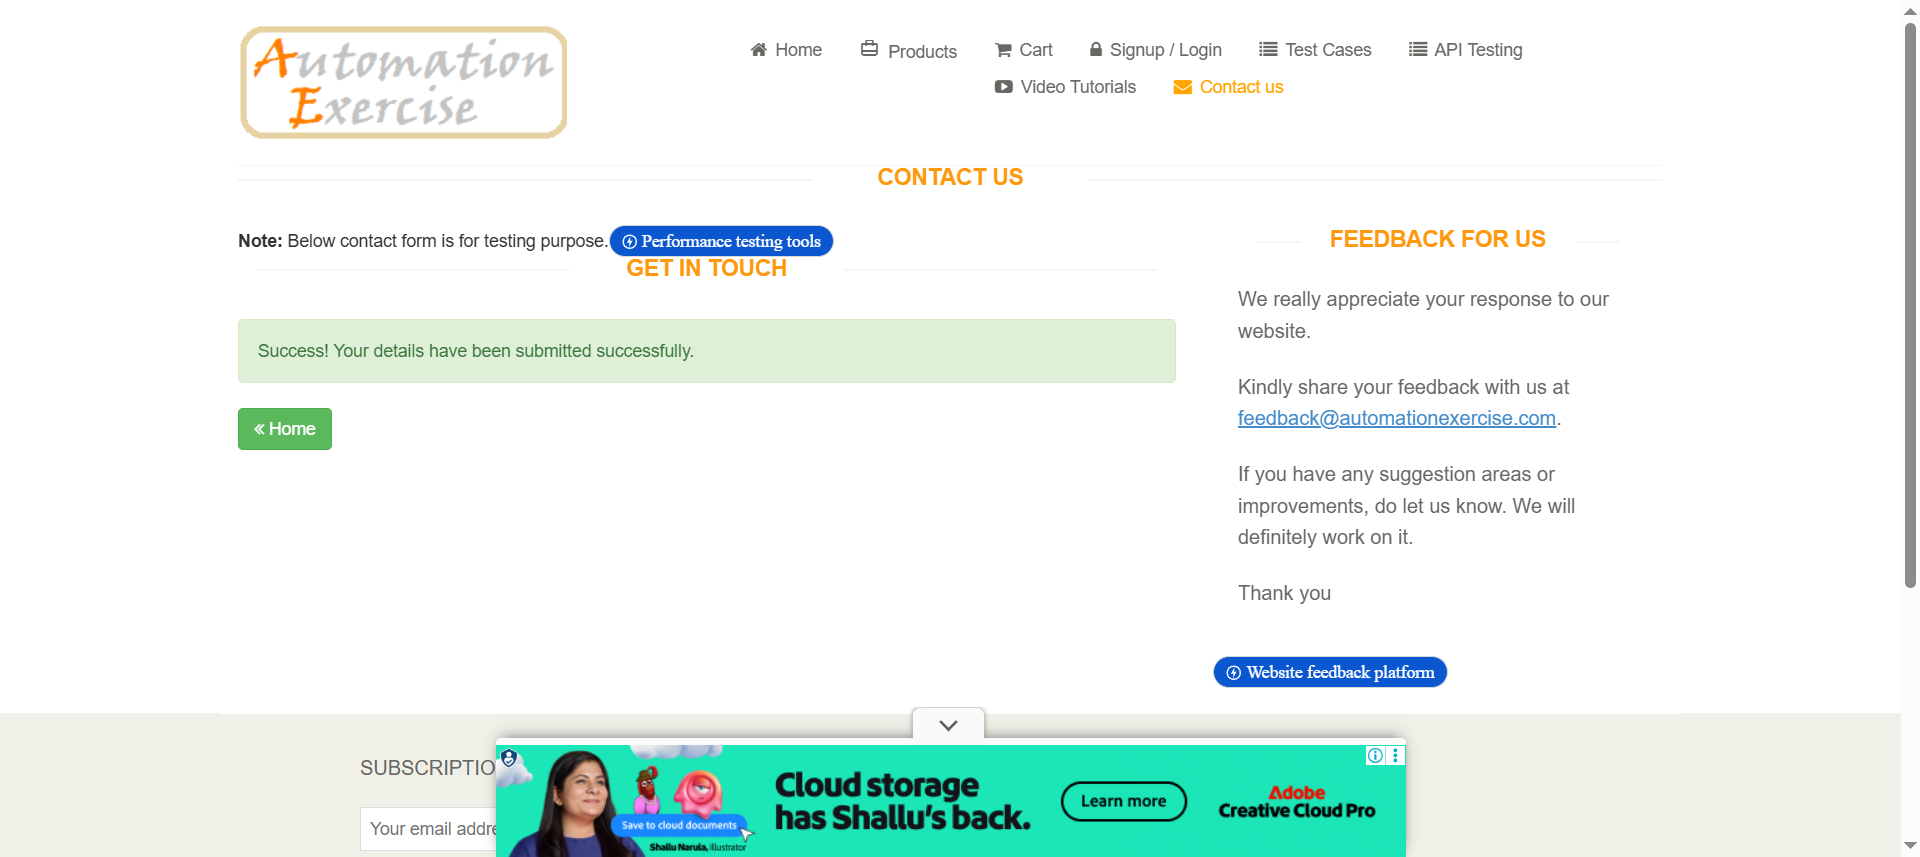 Automation
Exercise
Home
Products
Cart
Signup / Login
Test Cases
API Testing
Video Tutorials
Contact us
CONTACT US
Note: Below contact form is for testing purpose.
Performance testing tools
GET IN TOUCH
Success! Your details have been submitted successfully.
« Home
FEEDBACK FOR US
We really appreciate your response to our
website.
Kindly share your feedback with us at
feedback@automationexercise.com.
If you have any suggestion areas or
improvements, do let us know. We will
definitely work on it.
Thank you
Website feedback platform
SUBSCRIPTIO
Your email addre
Save to cloud documents
Shallu Narula, Illustrator
Cloud storage
has Shallu's back.
Learn more
Adobe
Creative Cloud Pro